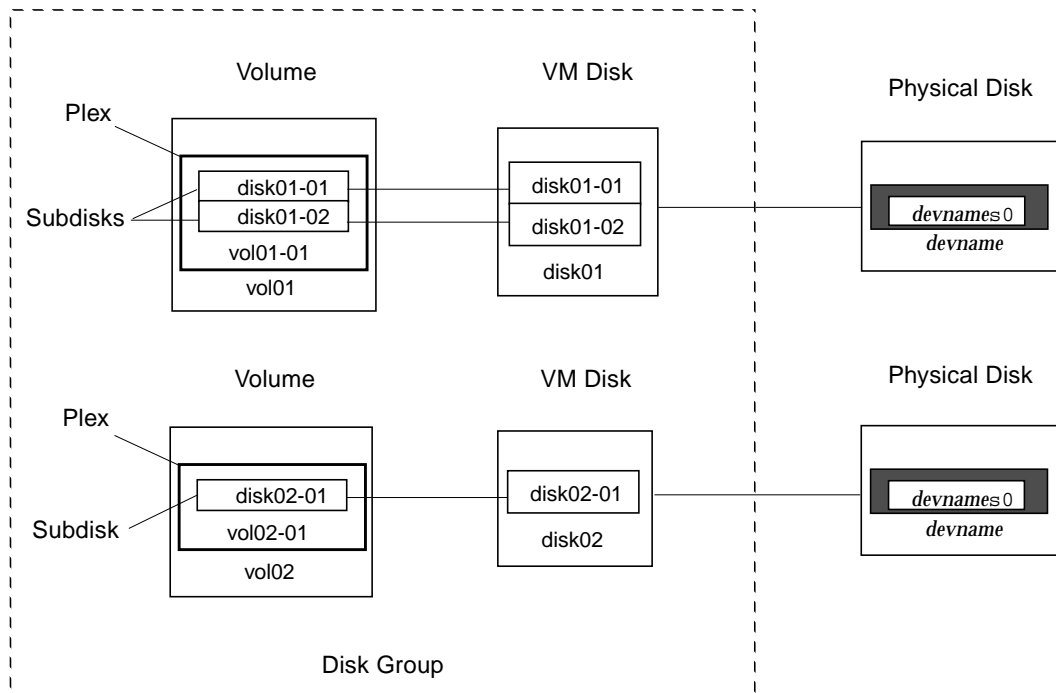 Volume
VM Disk
Physical Disk
Plex
disk01-01
disk01-02
Subdisks
vol01-01
vol01
disk01-01
disk01-02
disk01
devnames0
devname
Volume
VM Disk
Physical Disk
Plex
disk02-01
Subdisk
vol02-01
vol02
disk02-01
disk02
devnames0
devname
Disk Group